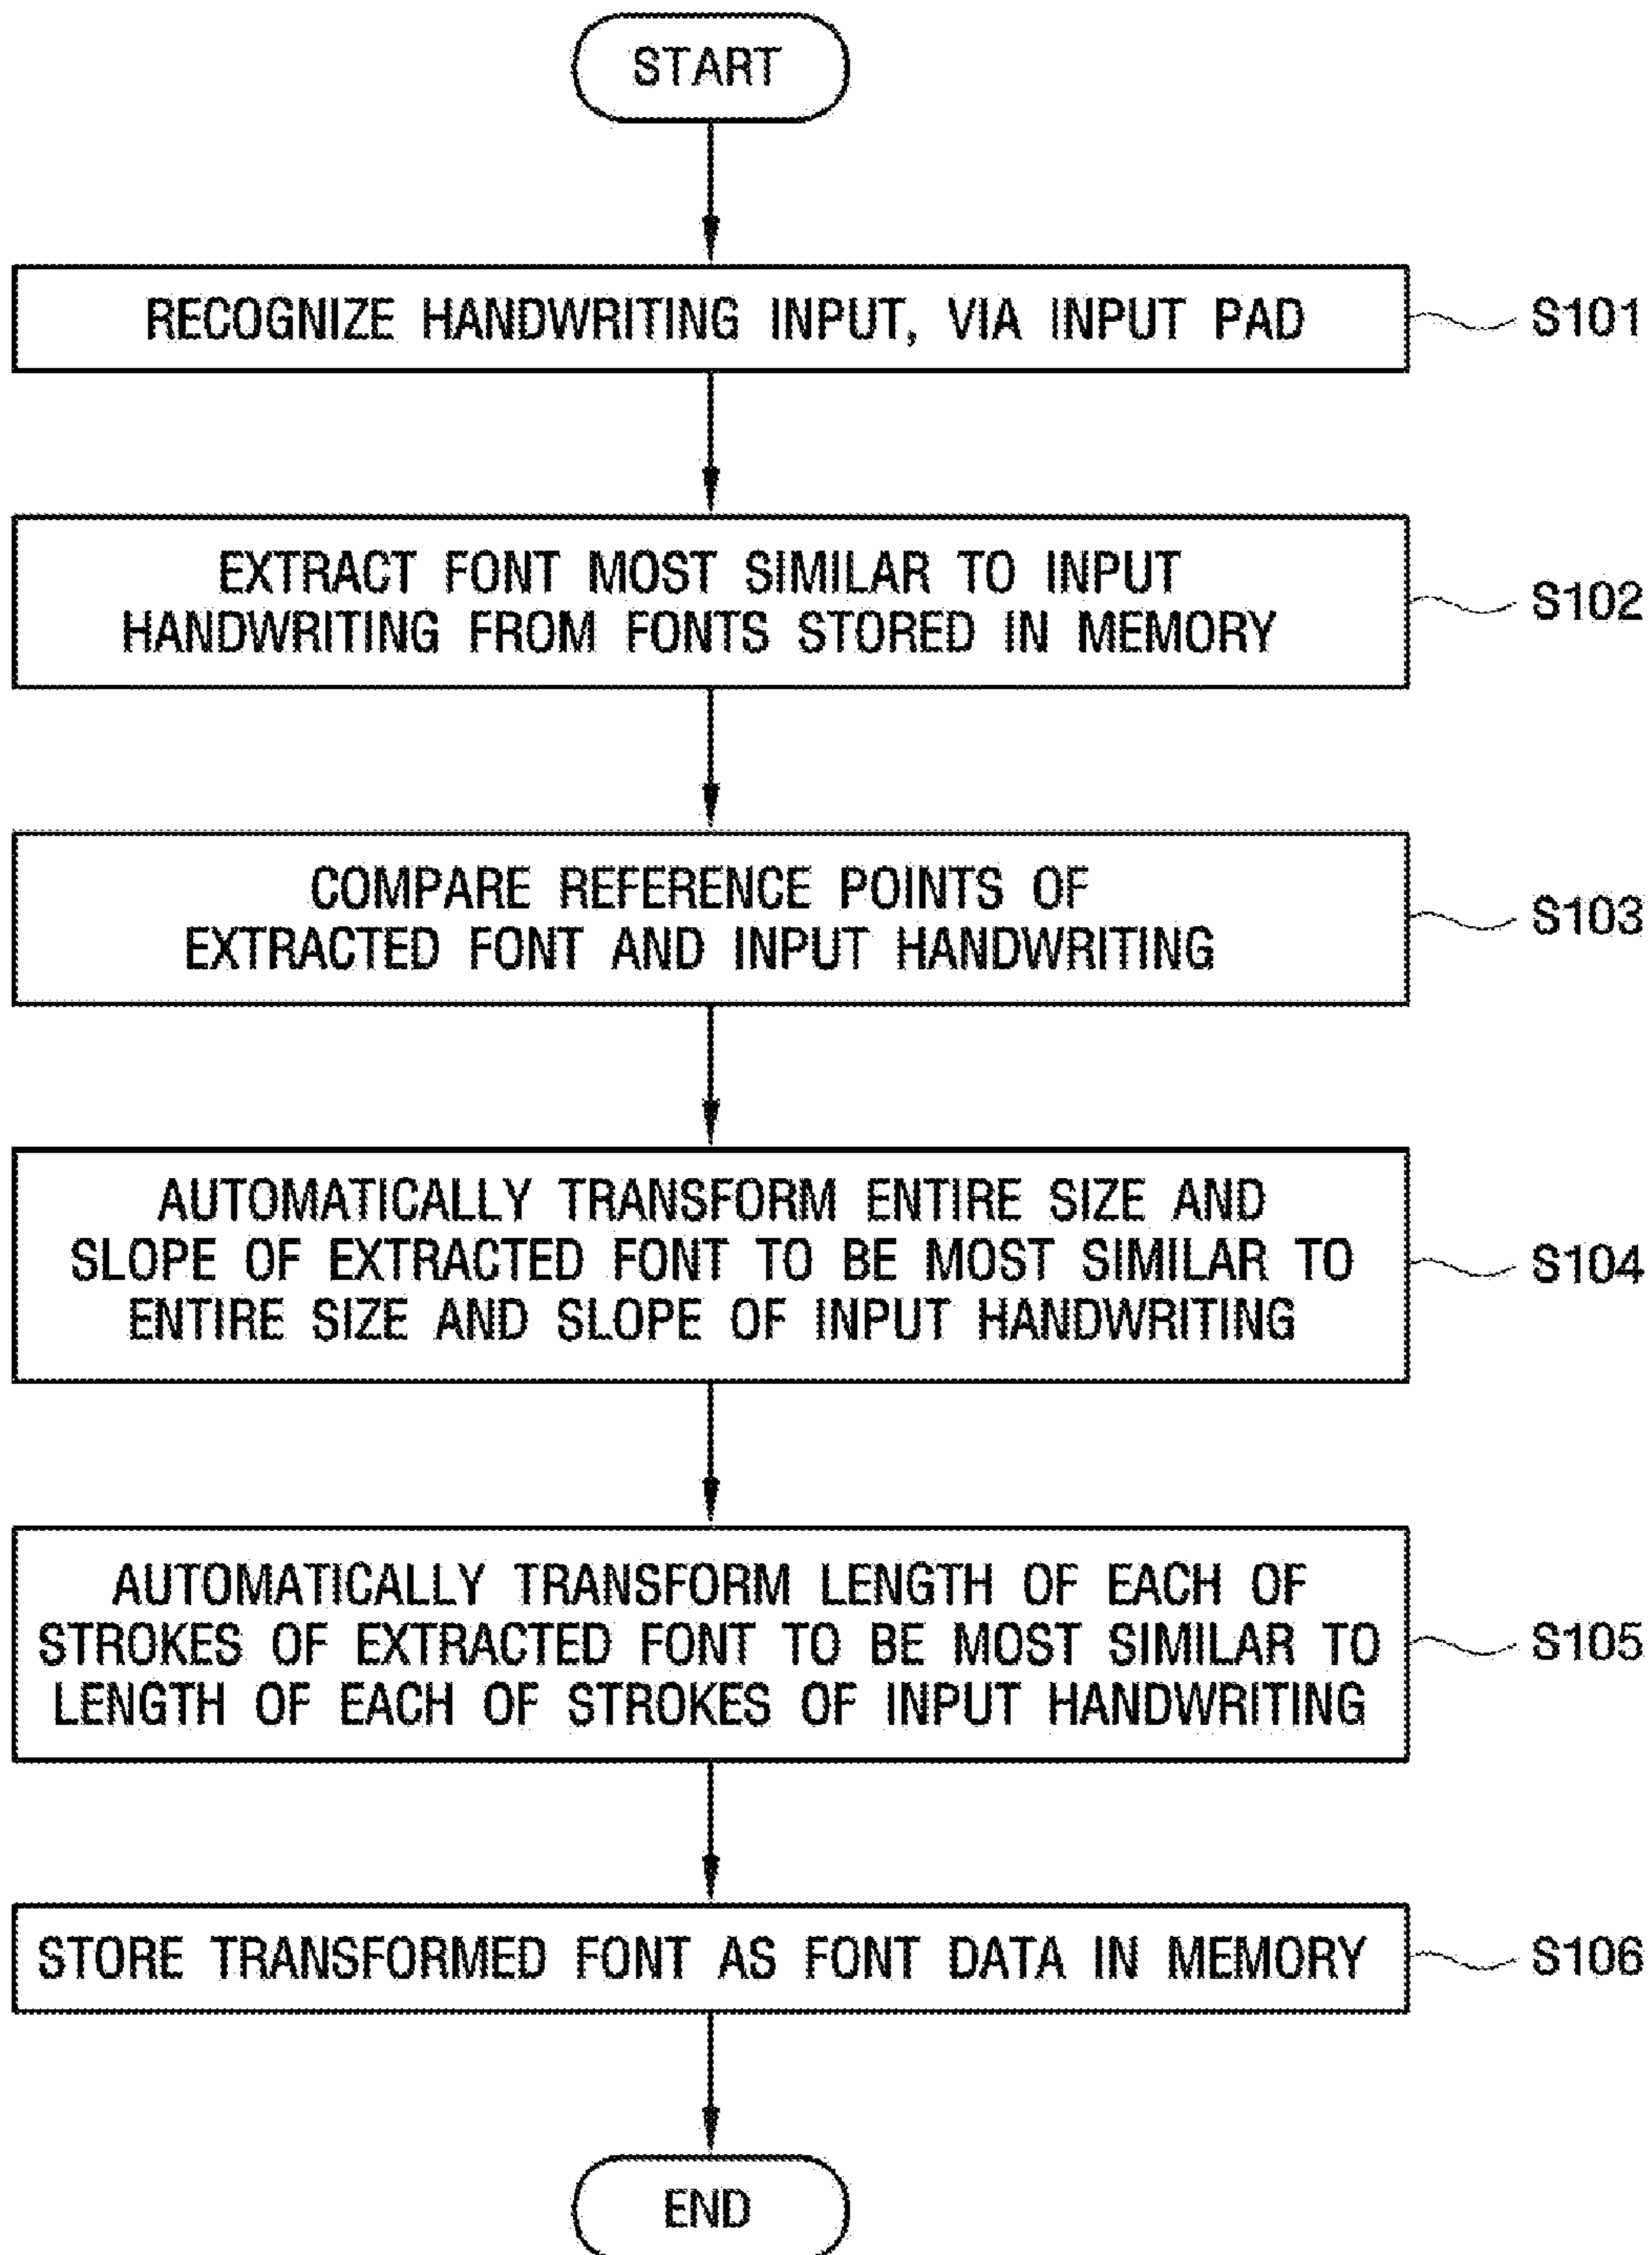 START
RECOGNIZE HANDWRITING INPUT, VIA INPUT PAD
S101
EXTRACT FONT MOST SIMILAR TO INPUT
HANDWRITING FROM FONTS STORED IN MEMORY
S102
COMPARE REFERENCE POINTS OF
EXTRACTED FONT AND INPUT HANDWRITING
S103
AUTOMATICALLY TRANSFORM ENTIRE SIZE AND
SLOPE OF EXTRACTED FONT TO BE MOST SIMILAR TO
ENTIRE SIZE AND SLOPE OF INPUT HANDWRITING
S104
AUTOMATICALLY TRANSFORM LENGTH OF EACH OF
STROKES OF EXTRACTED FONT TO BE MOST SIMILAR TO
LENGTH OF EACH OF STROKES OF INPUT HANDWRITING
S105
STORE TRANSFORMED FONT AS FONT DATA IN MEMORY
S106
END